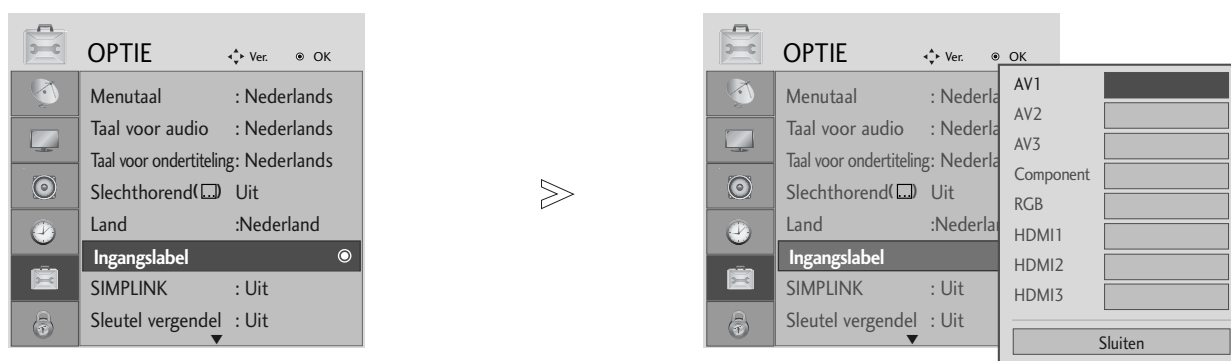 OPTIE Ver. OK
Menutaal : Nederlands
Taal voor audio : Nederlands
Taal voor ondertiteling: Nederlands
Slechthorend( ) Uit
Land :Nederland
Ingangslabel
SIMPLINK : Uit
Sleutel vergendel : Uit
OPTIE Ver. OK
Menutaal : Nederla
Taal voor audio : Nederla
Taal voor ondertiteling: Nederla
Slechthorend( ) Uit
Land :Nederlan
Ingangslabel
SIMPLINK : Uit
Sleutel vergendel : Uit
AV1
AV2
AV3
Component
RGB
HDMI1
HDMI2
HDMI3
Sluiten